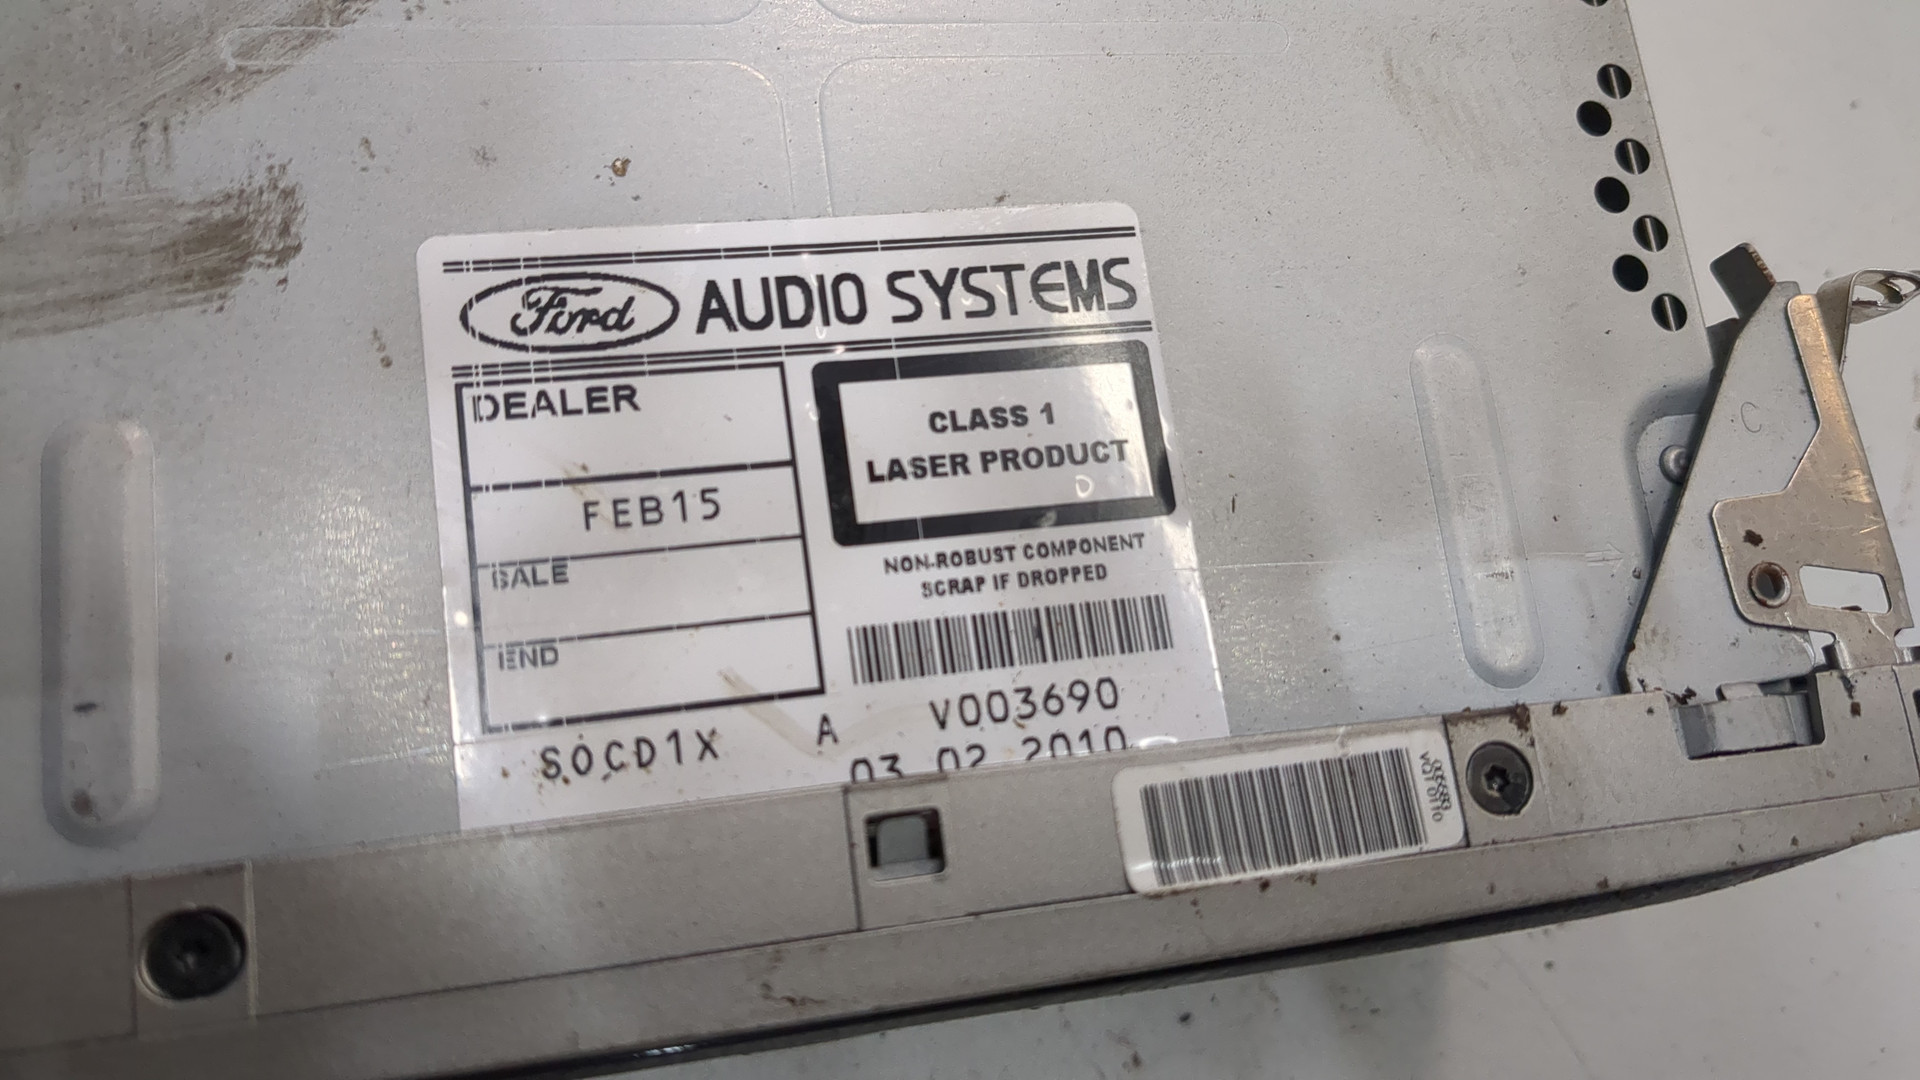 Ford AUDIO SYSTEMS
DEALER
FEB15
SALE
END
CLASS 1
LASER PRODUCT
NON-ROBUST COMPONENT
SCRAP IF DROPPED
V003690
SOCD1X A
03 02 2010
C